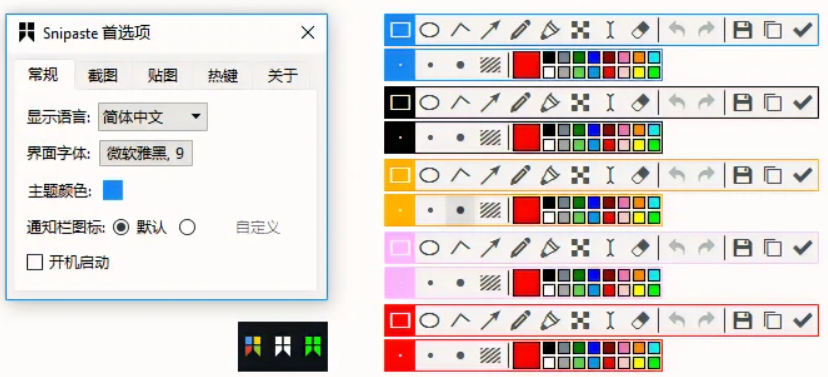 Snipaste 首选项
常规 截图 贴图 热键 关于
显示语言: 简体中文
界面字体: 微软雅黑, 9
主题颜色:
通知栏图标: 默认 自定义
开机启动